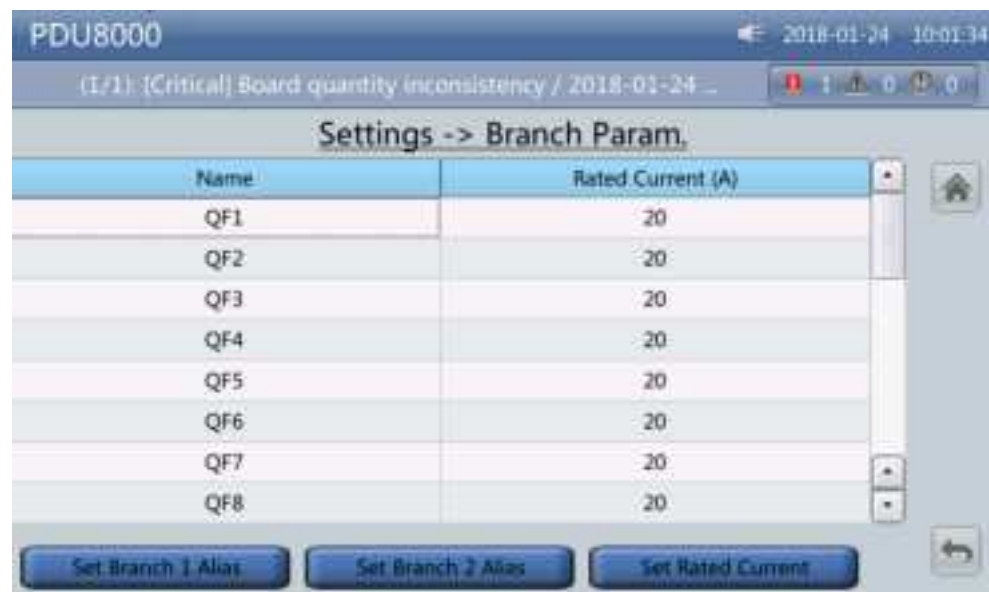 PDU8000 2018-01-24 10:01:34
(1/1): [Critical] Board quantity inconsistency / 2018-01-24 ... 1 0 0
Settings -> Branch Param.
Name Rated Current (A)
QF1 20
QF2 20
QF3 20
QF4 20
QF5 20
QF6 20
QF7 20
QF8 20
Set Branch 1 Alias Set Branch 2 Alias Set Rated Current